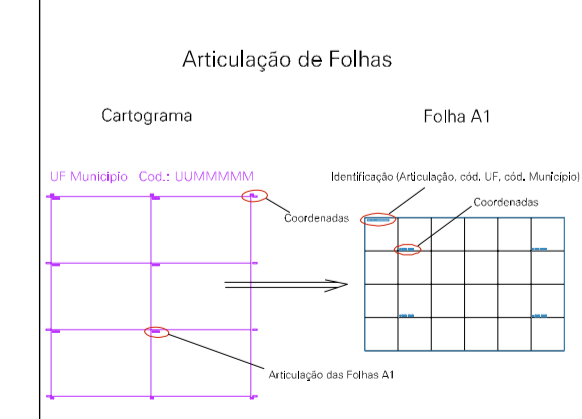 Articulação de Folhas
Cartograma
Folha A1
UF Município Cod.: UUMMMMM
Identificação (Articulação, cód. UF, cód. Município)
Coordenadas
Coordenadas
Articulação das Folhas A1